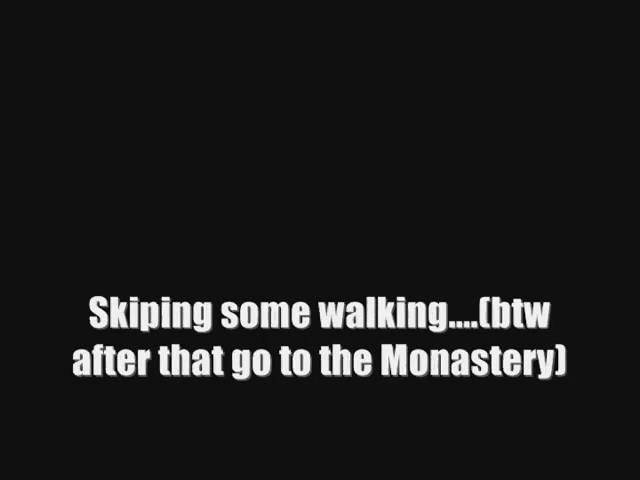 Skiping some walking....(btw
after that go to the Monastery)